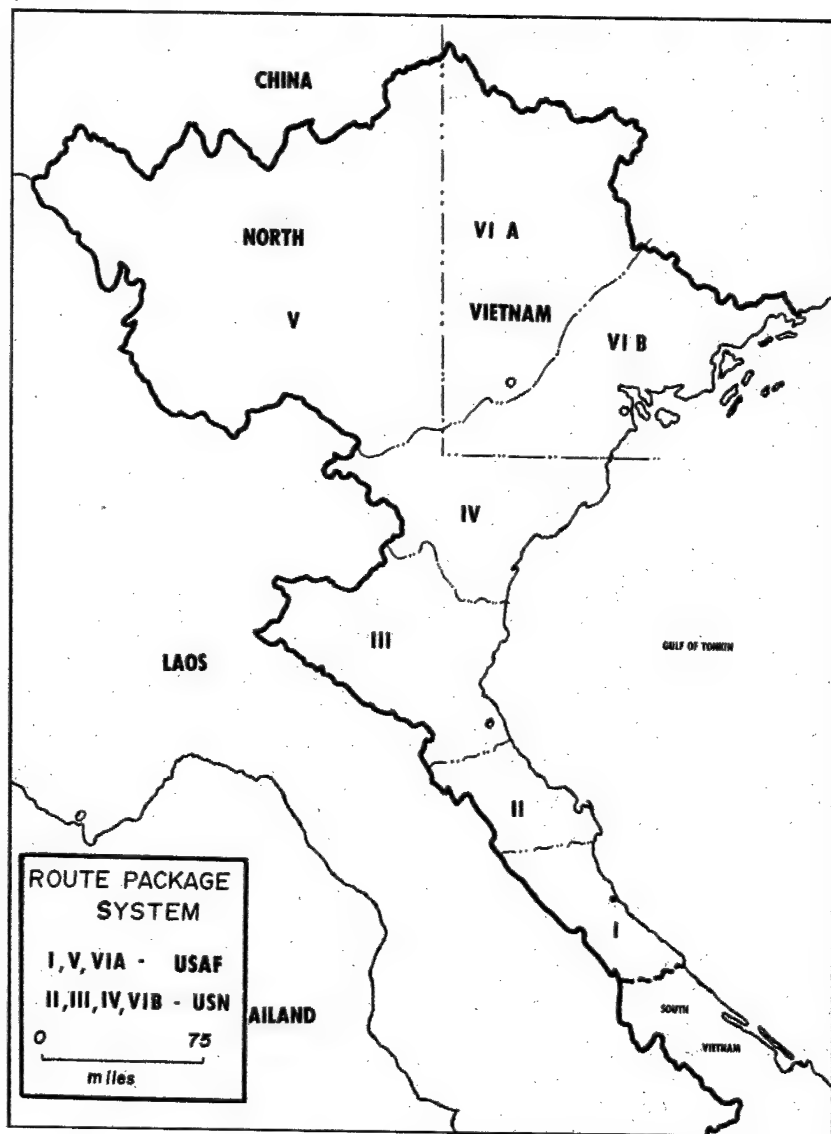 CHINA
NORTH
VI A
V
VIETNAM
VI B
IV
III
LAOS
GULF OF TONKIN
II
I
SOUTH
VIETNAM
AILAND
ROUTE PACKAGE
SYSTEM
I, V, VIA - USAF
II, III, IV, VIB - USN
0 75
miles